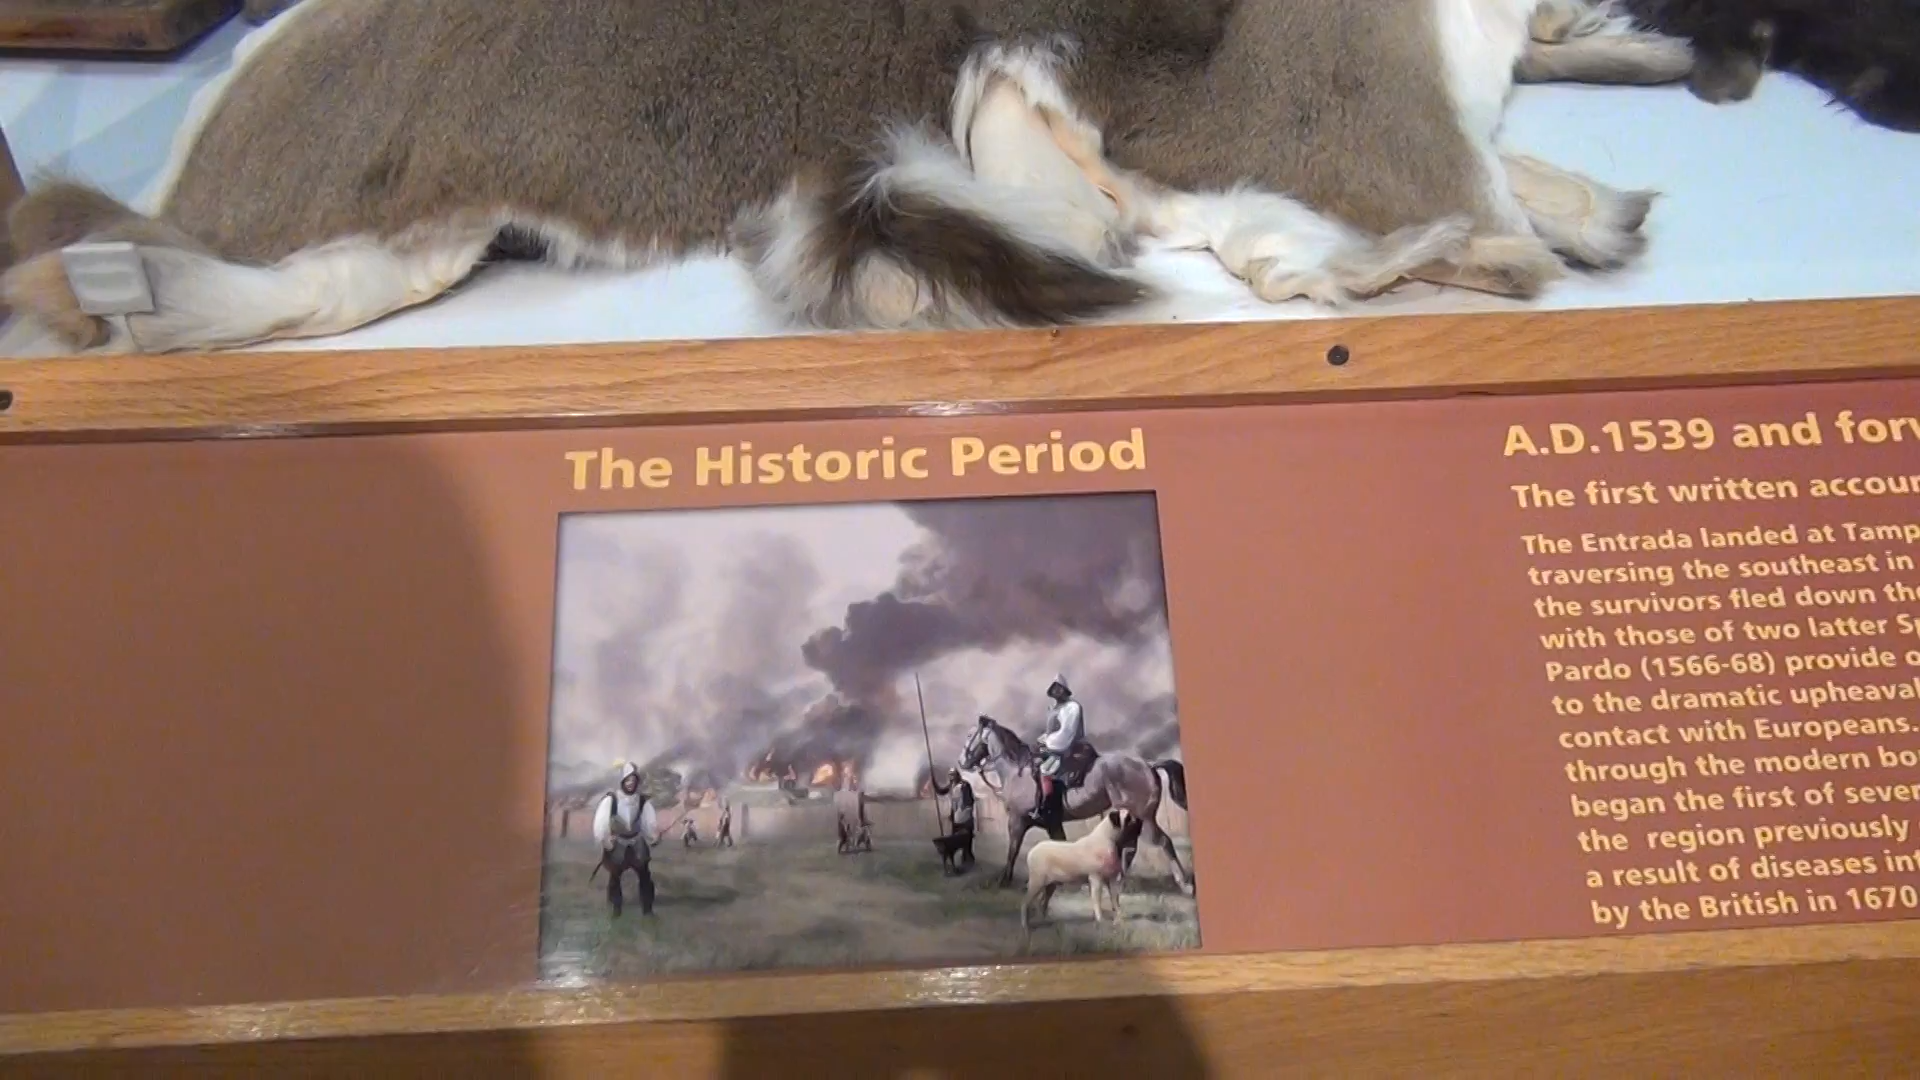 The Historic Period
A.D.1539 and
The first written
The Entrada landed at
traversing the southeast in
the survivors fled down
with those of two latter
Pardo (1566-68) provide
to the dramatic
contact with Europeans.
through the modern
began the first of
the region previously
a result of diseases
by the British in 1670